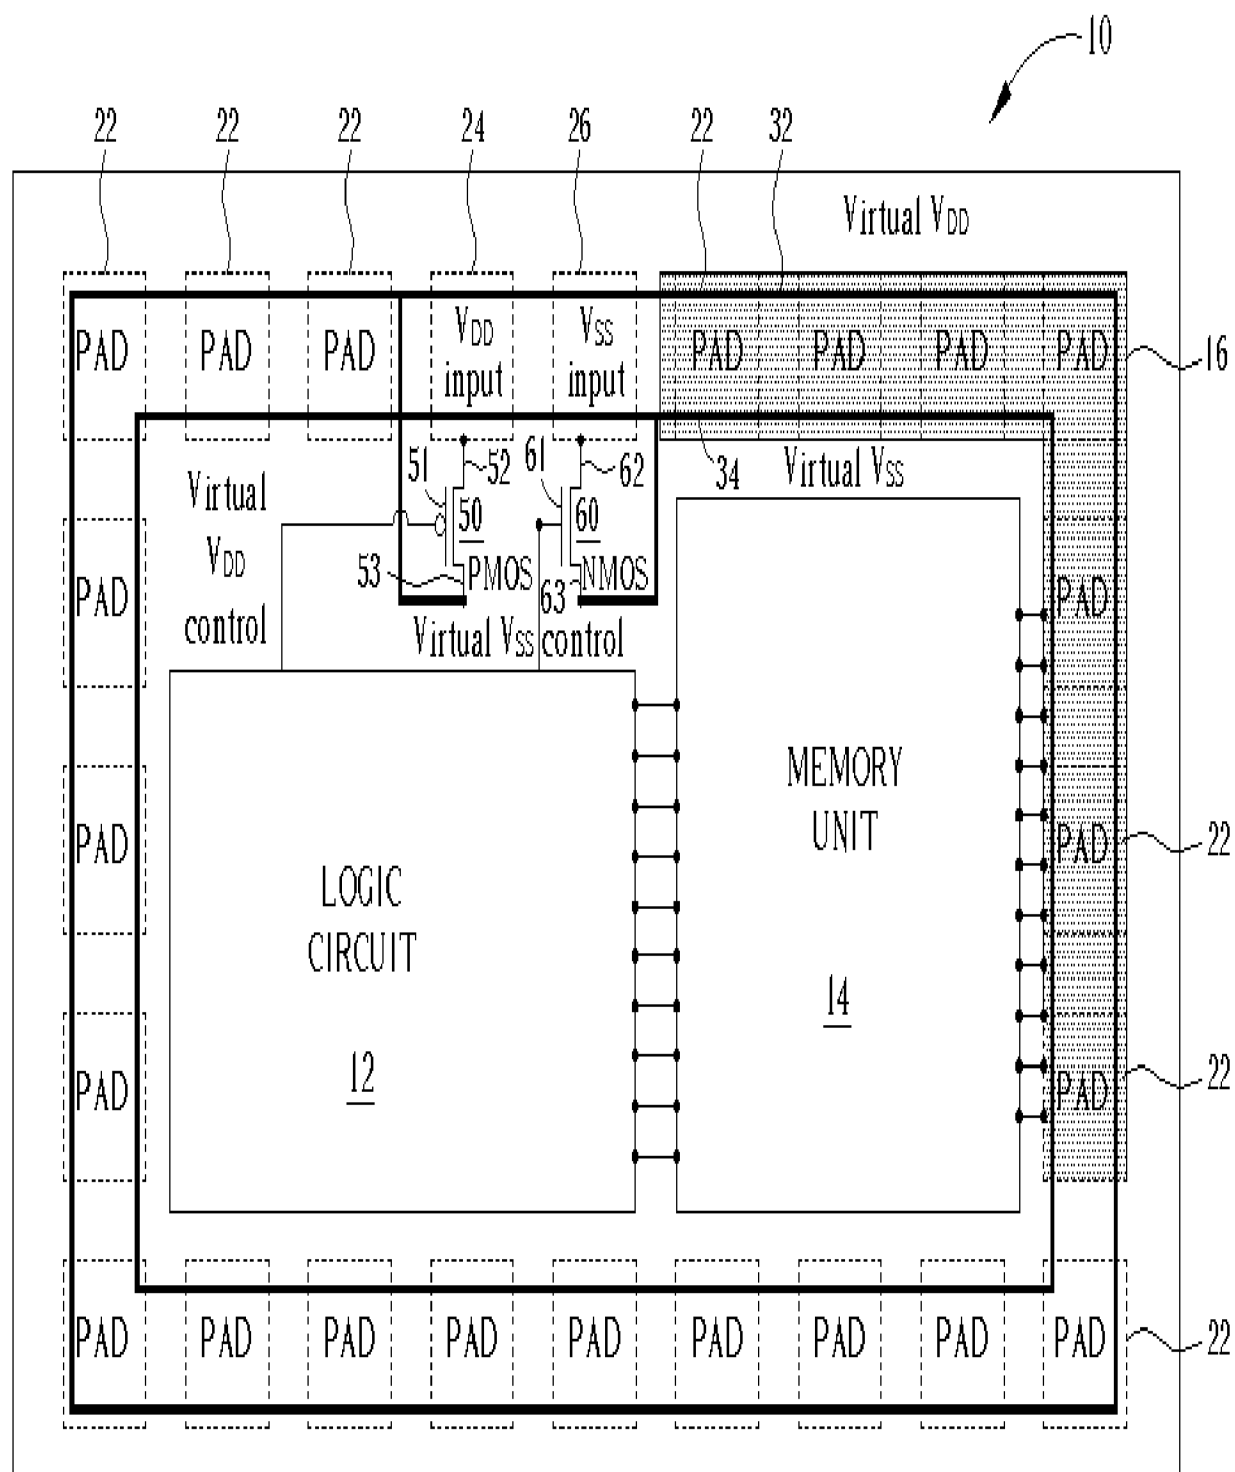 10
22 22 22 24 26 22 32
Virtual VDD
PAD PAD PAD VDD input VSS input PAD PAD PAD PAD 16
51 52 61 62 34 Virtual VSS
Virtual VDD control
50 60
53 PMOS 63 NMOS
Virtual VSS control
PAD PAD
MEMORY UNIT
PAD PAD 22
LOGIC CIRCUIT
14
12
PAD PAD 22
PAD PAD PAD PAD PAD PAD PAD PAD PAD 22